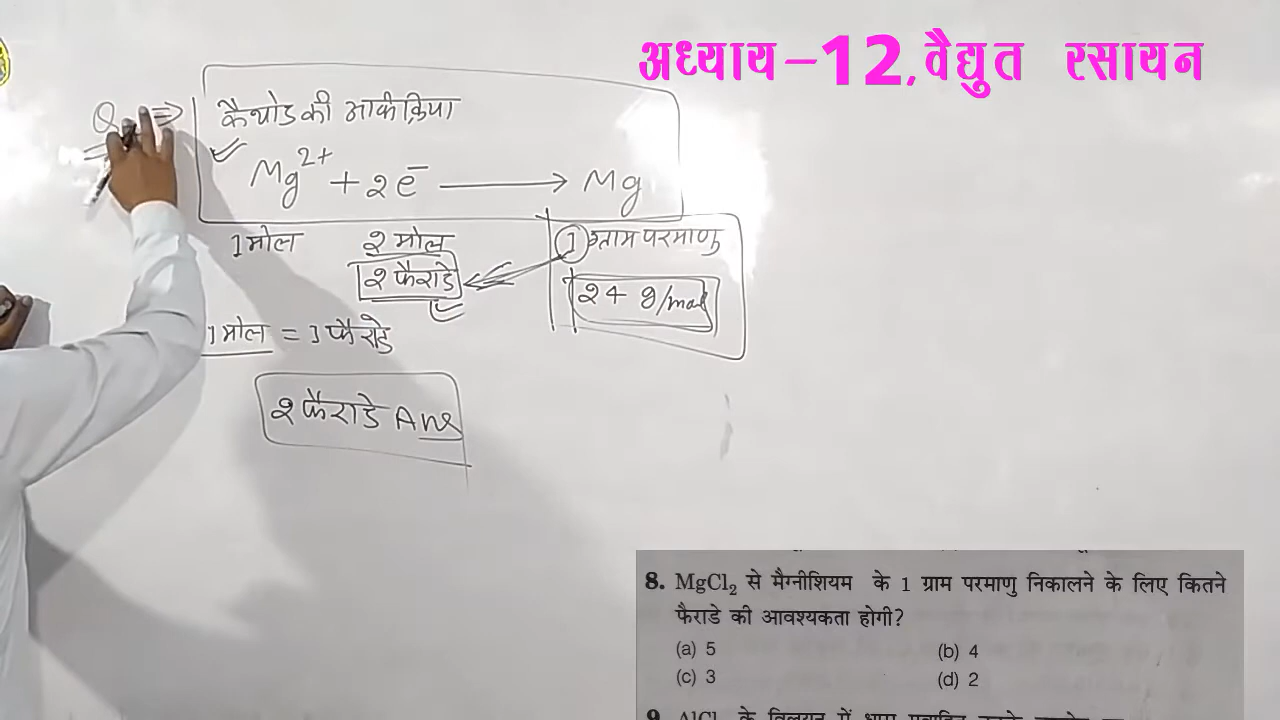 अध्याय-12, वैद्युत रसायन
कैथोड की अभिक्रिया
Mg²⁺ + 2e⁻ ⟶ Mg
1 मोल 2 मोल 1 ग्राम परमाणु
2 फैराडे 24 g/mol
1 मोल = 1 फैराडे
2 फैराडे Ans
8. MgCl₂ से मैग्नीशियम के 1 ग्राम परमाणु निकालने के लिए कितने
फैराडे की आवश्यकता होगी?
(a) 5 (b) 4
(c) 3 (d) 2